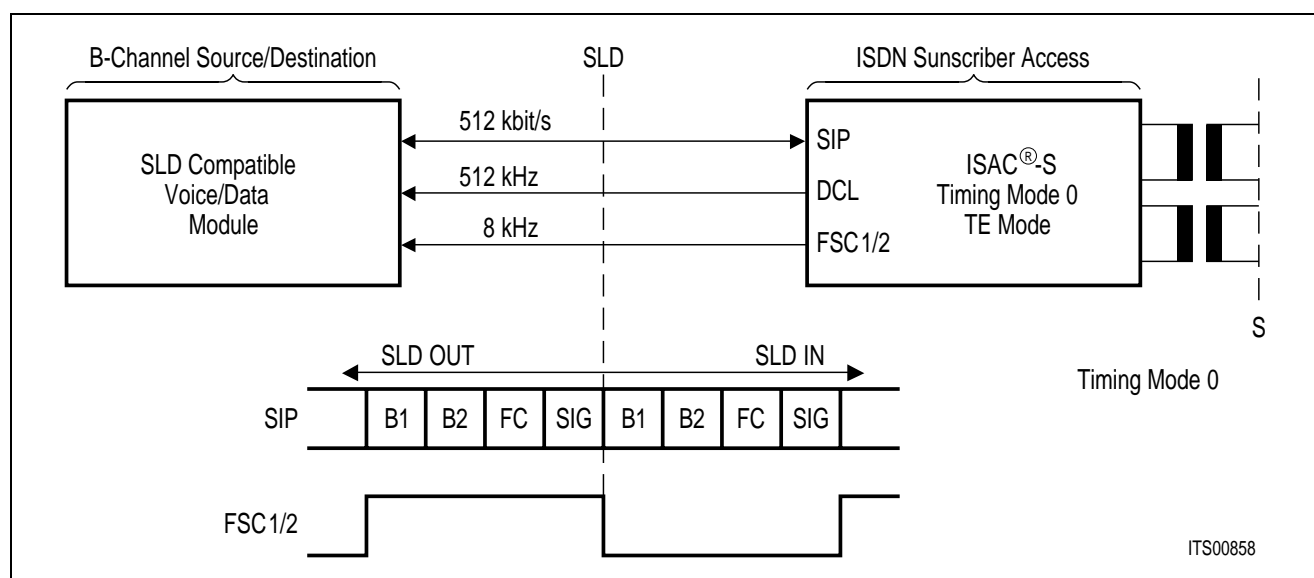 B-Channel Source/Destination
SLD
ISDN Sunscriber Access
SLD Compatible
Voice/Data
Module
512 kbit/s
512 kHz
8 kHz
SIP
DCL
FSC1/2
ISAC®-S
Timing Mode 0
TE Mode
S
SLD OUT
SLD IN
Timing Mode 0
SIP
B1 B2 FC SIG B1 B2 FC SIG
FSC1/2
ITS00858